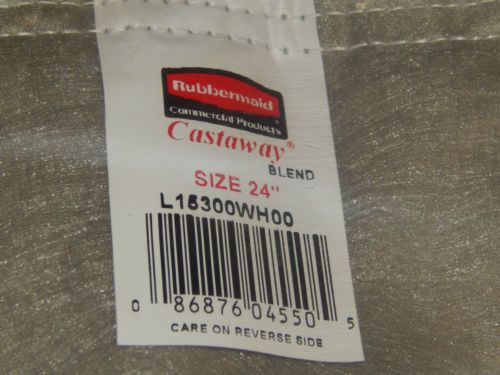 Rubbermaid
Commercial Products
Castaway®
BLEND
SIZE 24"
L15300WH00
0 86876 04550 5
CARE ON REVERSE SIDE